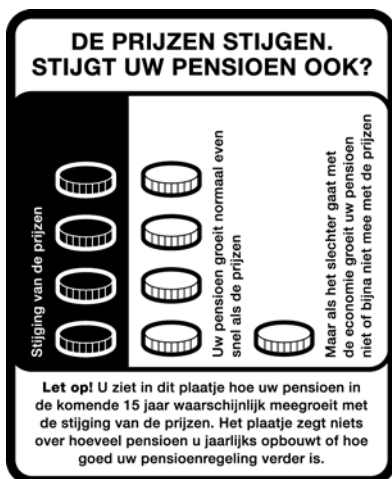 DE PRIJZEN STIJGEN.
STIJGT UW PENSIOEN OOK?
Stijging van de prijzen
Uw pensioen groeit normaal even
snel als de prijzen
Maar als het slechter gaat met
de economie groeit uw pensioen
niet of bijna niet mee met de prijzen
Let op! U ziet in dit plaatje hoe uw pensioen in
de komende 15 jaar waarschijnlijk meegroeit met
de stijging van de prijzen. Het plaatje zegt niets
over hoeveel pensioen u jaarlijks opbouwt of hoe
goed uw pensioenregeling verder is.